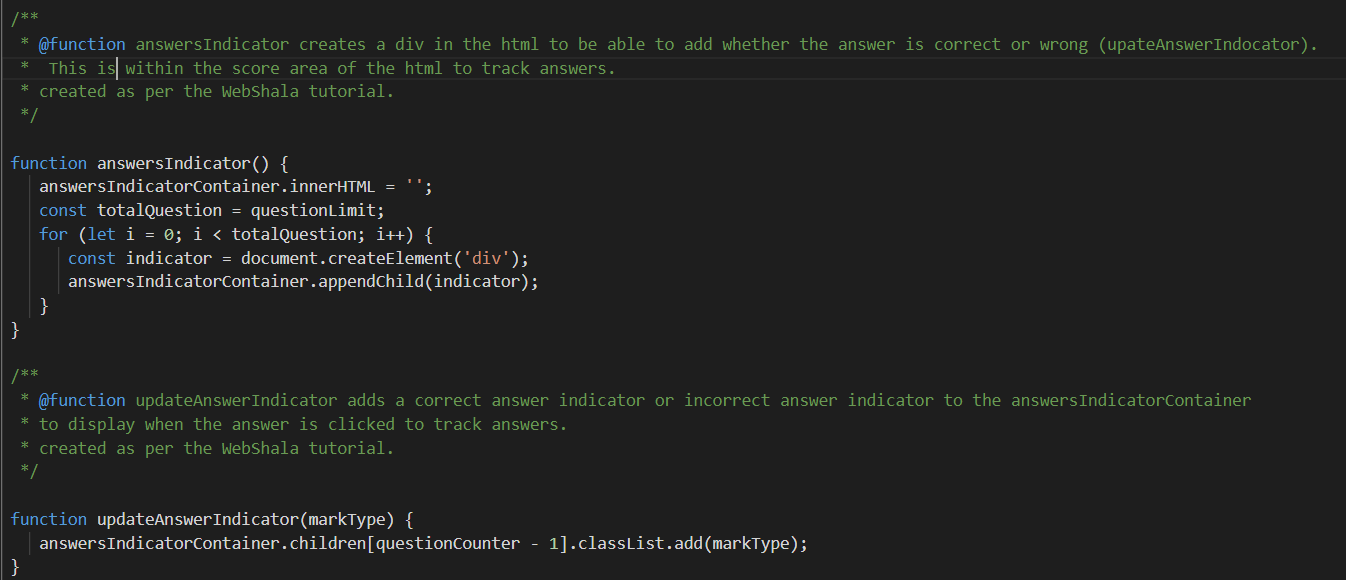 /**
 * @function answersIndicator creates a div in the html to be able to add whether the answer is correct or wrong (upateAnswerIndocator).
 *  This is within the score area of the html to track answers.
 * created as per the WebShala tutorial.
 */
function answersIndicator() {
    answersIndicatorContainer.innerHTML = '';
    const totalQuestion = questionLimit;
    for (let i = 0; i < totalQuestion; i++) {
        const indicator = document.createElement('div');
        answersIndicatorContainer.appendChild(indicator);
    }
}
/**
 * @function updateAnswerIndicator adds a correct answer indicator or incorrect answer indicator to the answersIndicatorContainer
 * to display when the answer is clicked to track answers.
 * created as per the WebShala tutorial.
 */
function updateAnswerIndicator(markType) {
    answersIndicatorContainer.children[questionCounter - 1].classList.add(markType);
}